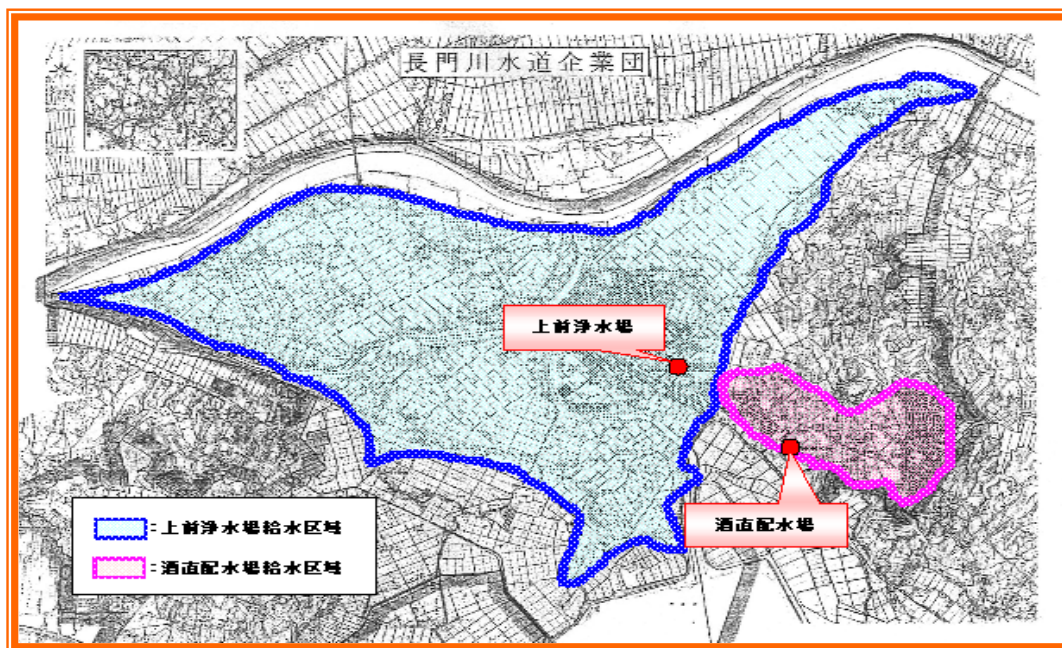 長門川水道企業団
上前浄水場
酒直配水場
：上前浄水場給水区域
：酒直配水場給水区域